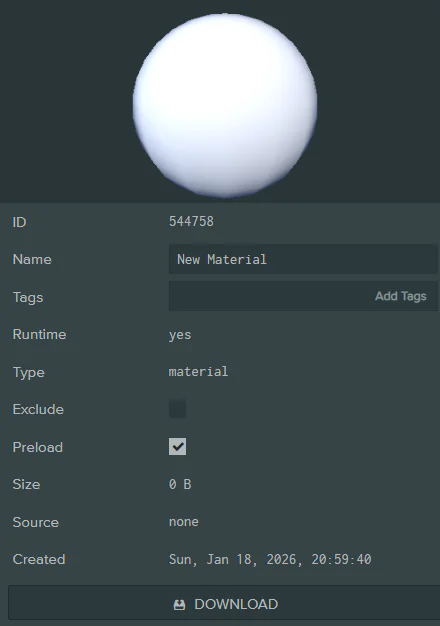 ID 544758
Name New Material
Tags Add Tags
Runtime yes
Type material
Exclude
Preload
Size 0 B
Source none
Created Sun, Jan 18, 2026, 20:59:40
DOWNLOAD